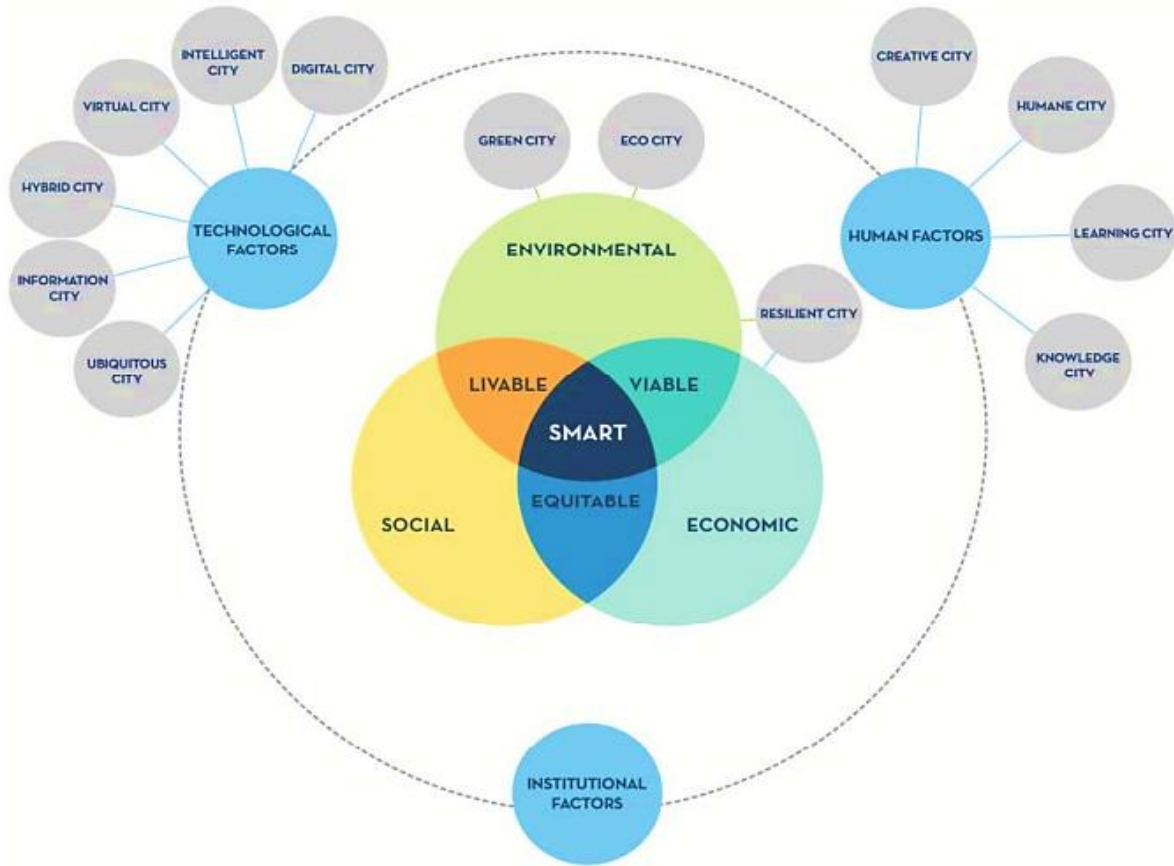 INTELLIGENT
CITY
DIGITAL CITY
VIRTUAL CITY
HYBRID CITY
INFORMATION
CITY
UBIQUITOUS
CITY
TECHNOLOGICAL
FACTORS
GREEN CITY
ECO CITY
ENVIRONMENTAL
RESILIENT CITY
LIVABLE
VIABLE
SMART
EQUITABLE
SOCIAL
ECONOMIC
CREATIVE CITY
HUMANE CITY
HUMAN FACTORS
LEARNING CITY
KNOWLEDGE
CITY
INSTITUTIONAL
FACTORS